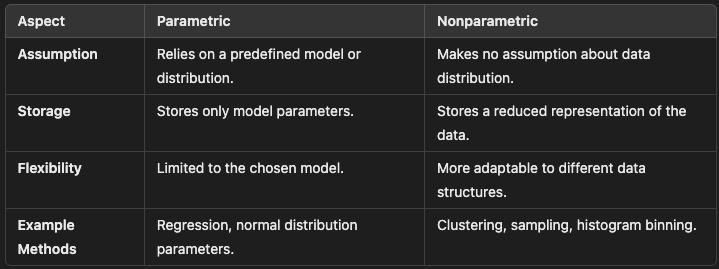 Aspect Parametric Nonparametric
Assumption Relies on a predefined model or Makes no assumption about data
distribution. distribution.
Storage Stores only model parameters. Stores a reduced representation of the
data.
Flexibility Limited to the chosen model. More adaptable to different data
structures.
Example Regression, normal distribution Clustering, sampling, histogram binning.
Methods parameters.